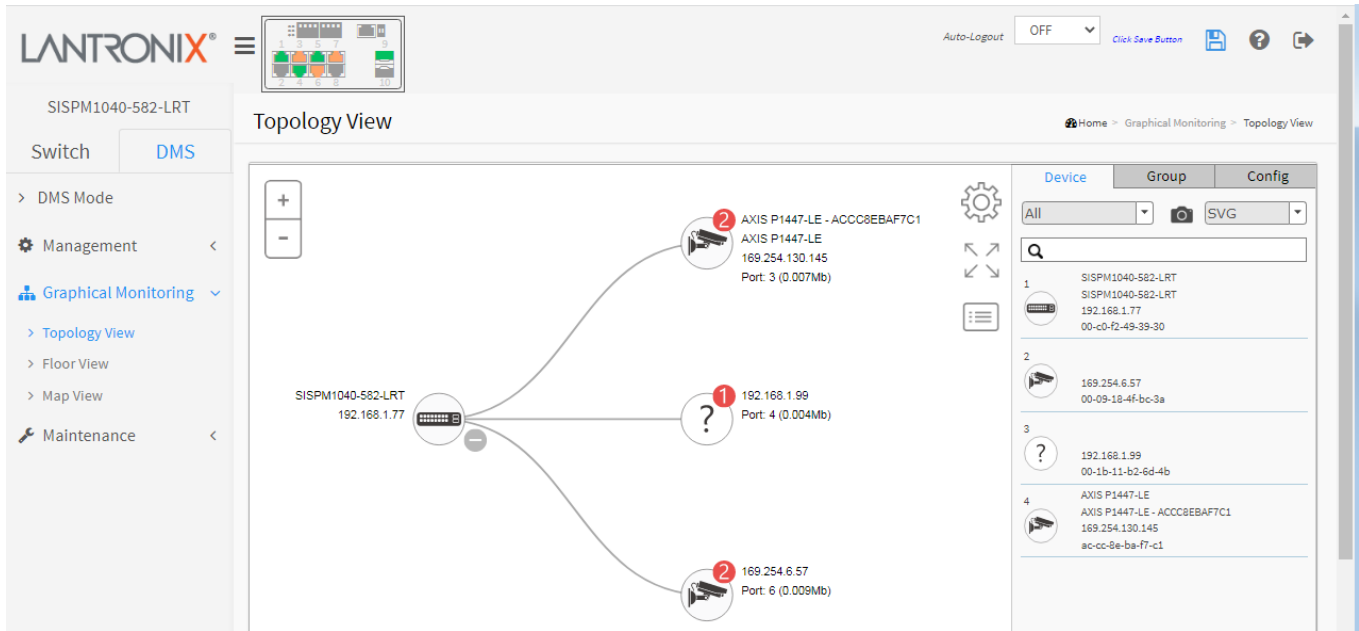 LANTRONIX®
1 3 5 7 9
2 4 6 8 10
Auto-Logout OFF Click Save Button
SISPM1040-582-LRT
Switch DMS
DMS Mode
Management
Graphical Monitoring
Topology View
Floor View
Map View
Maintenance
Topology View
Home > Graphical Monitoring > Topology View
+
-
SISPM1040-582-LRT
192.168.1.77
2
AXIS P1447-LE - ACCC8EBAF7C1
AXIS P1447-LE
169.254.130.145
Port: 3 (0.007Mb)
?
1
192.168.1.99
Port: 4 (0.004Mb)
2
169.254.6.57
Port: 6 (0.009Mb)
Device Group Config
All SVG
1
SISPM1040-582-LRT
SISPM1040-582-LRT
192.168.1.77
00-c0-f2-49-39-30
2
169.254.6.57
00-09-18-4f-bc-3a
3
?
192.168.1.99
00-1b-11-b2-6d-4b
4
AXIS P1447-LE
AXIS P1447-LE - ACCC8EBAF7C1
169.254.130.145
ac-cc-8e-ba-f7-c1